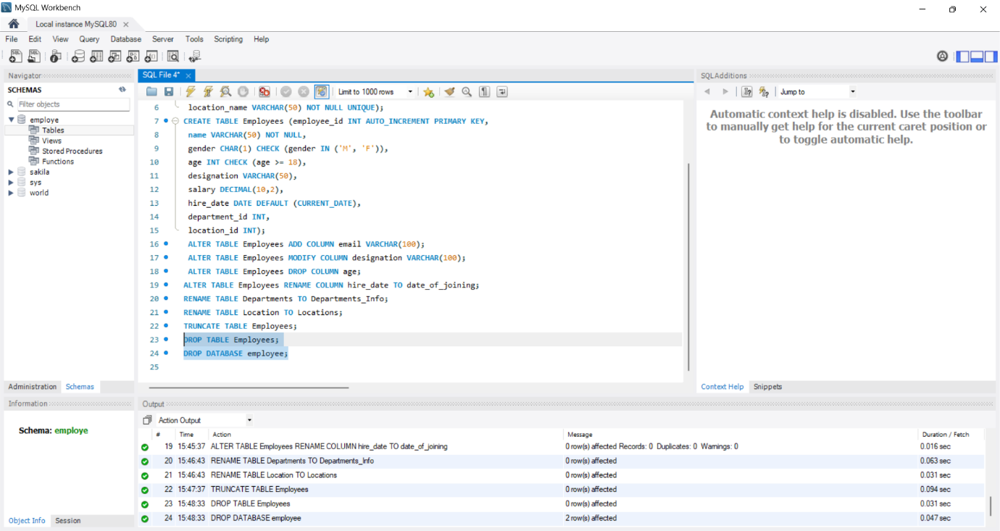 MySQL Workbench
Local instance MySQL80
File Edit View Query Database Server Tools Scripting Help
Navigator
SCHEMAS
Filter objects
employe
Tables
Views
Stored Procedures
Functions
sakila
sys
world
Administration Schemas
Information
Schema: employe
Object Info Session
SQL File 4*
Limit to 1000 rows
6 location_name VARCHAR(50) NOT NULL UNIQUE);
7 CREATE TABLE Employees (employee_id INT AUTO_INCREMENT PRIMARY KEY,
8 name VARCHAR(50) NOT NULL,
9 gender CHAR(1) CHECK (gender IN ('M', 'F')),
10 age INT CHECK (age >= 18),
11 designation VARCHAR(50),
12 salary DECIMAL(10,2),
13 hire_date DATE DEFAULT (CURRENT_DATE),
14 department_id INT,
15 location_id INT);
16 ALTER TABLE Employees ADD COLUMN email VARCHAR(100);
17 ALTER TABLE Employees MODIFY COLUMN designation VARCHAR(100);
18 ALTER TABLE Employees DROP COLUMN age;
19 ALTER TABLE Employees RENAME COLUMN hire_date TO date_of_joining;
20 RENAME TABLE Departments TO Departments_Info;
21 RENAME TABLE Location TO Locations;
22 TRUNCATE TABLE Employees;
23 DROP TABLE Employees;
24 DROP DATABASE employee;
25
SQLAdditions
Jump to
Automatic context help is disabled. Use the toolbar
to manually get help for the current caret position or
to toggle automatic help.
Context Help Snippets
Output
Action Output
# Time Action Message Duration / Fetch
19 15:45:37 ALTER TABLE Employees RENAME COLUMN hire_date TO date_of_joining 0 row(s) affected Records: 0 Duplicates: 0 Warnings: 0 0.016 sec
20 15:46:43 RENAME TABLE Departments TO Departments_Info 0 row(s) affected 0.063 sec
21 15:46:43 RENAME TABLE Location TO Locations 0 row(s) affected 0.031 sec
22 15:47:37 TRUNCATE TABLE Employees 0 row(s) affected 0.094 sec
23 15:48:33 DROP TABLE Employees 0 row(s) affected 0.031 sec
24 15:48:33 DROP DATABASE employee 2 row(s) affected 0.047 sec